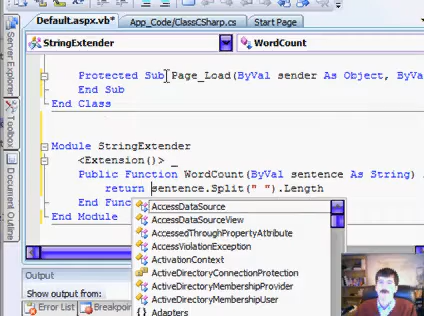 Default.aspx.vb* App_Code/ClassCSharp.cs Start Page
StringExtender WordCount
Server Explorer
Toolbox
Document Outline
Protected Sub Page_Load(ByVal sender As Object, ByVa
End Sub
End Class
Module StringExtender
<Extension()> _
Public Function WordCount(ByVal sentence As String)
return sentence.Split(" ").Length
End Fun
End Module
AccessDataSource
AccessDataSourceView
AccessedThroughPropertyAttribute
AccessViolationException
ActivationContext
ActiveDirectoryConnectionProtection
ActiveDirectoryMembershipProvider
ActiveDirectoryMembershipUser
Adapters
Output
Show output from:
Error List Breakpoin